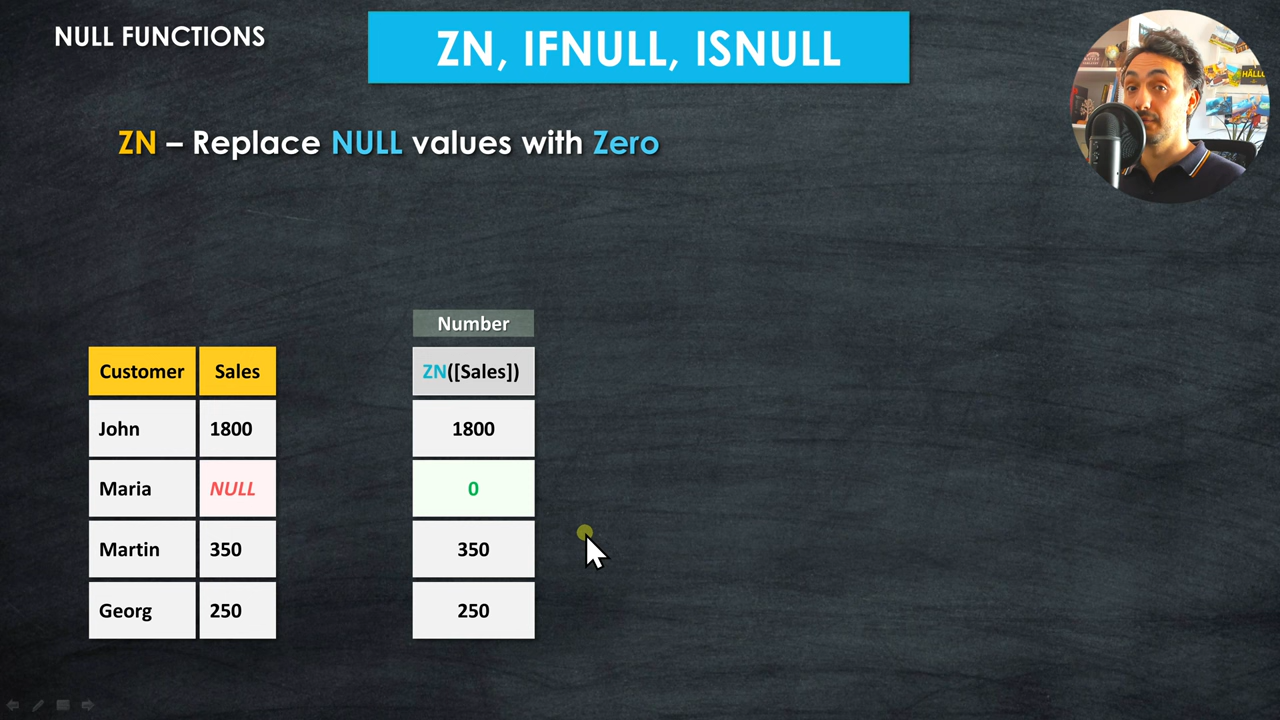 NULL FUNCTIONS
ZN, IFNULL, ISNULL
HÄLLO
ZN – Replace NULL values with Zero
Number
Customer Sales ZN([Sales])
John 1800 1800
Maria NULL 0
Martin 350 350
Georg 250 250